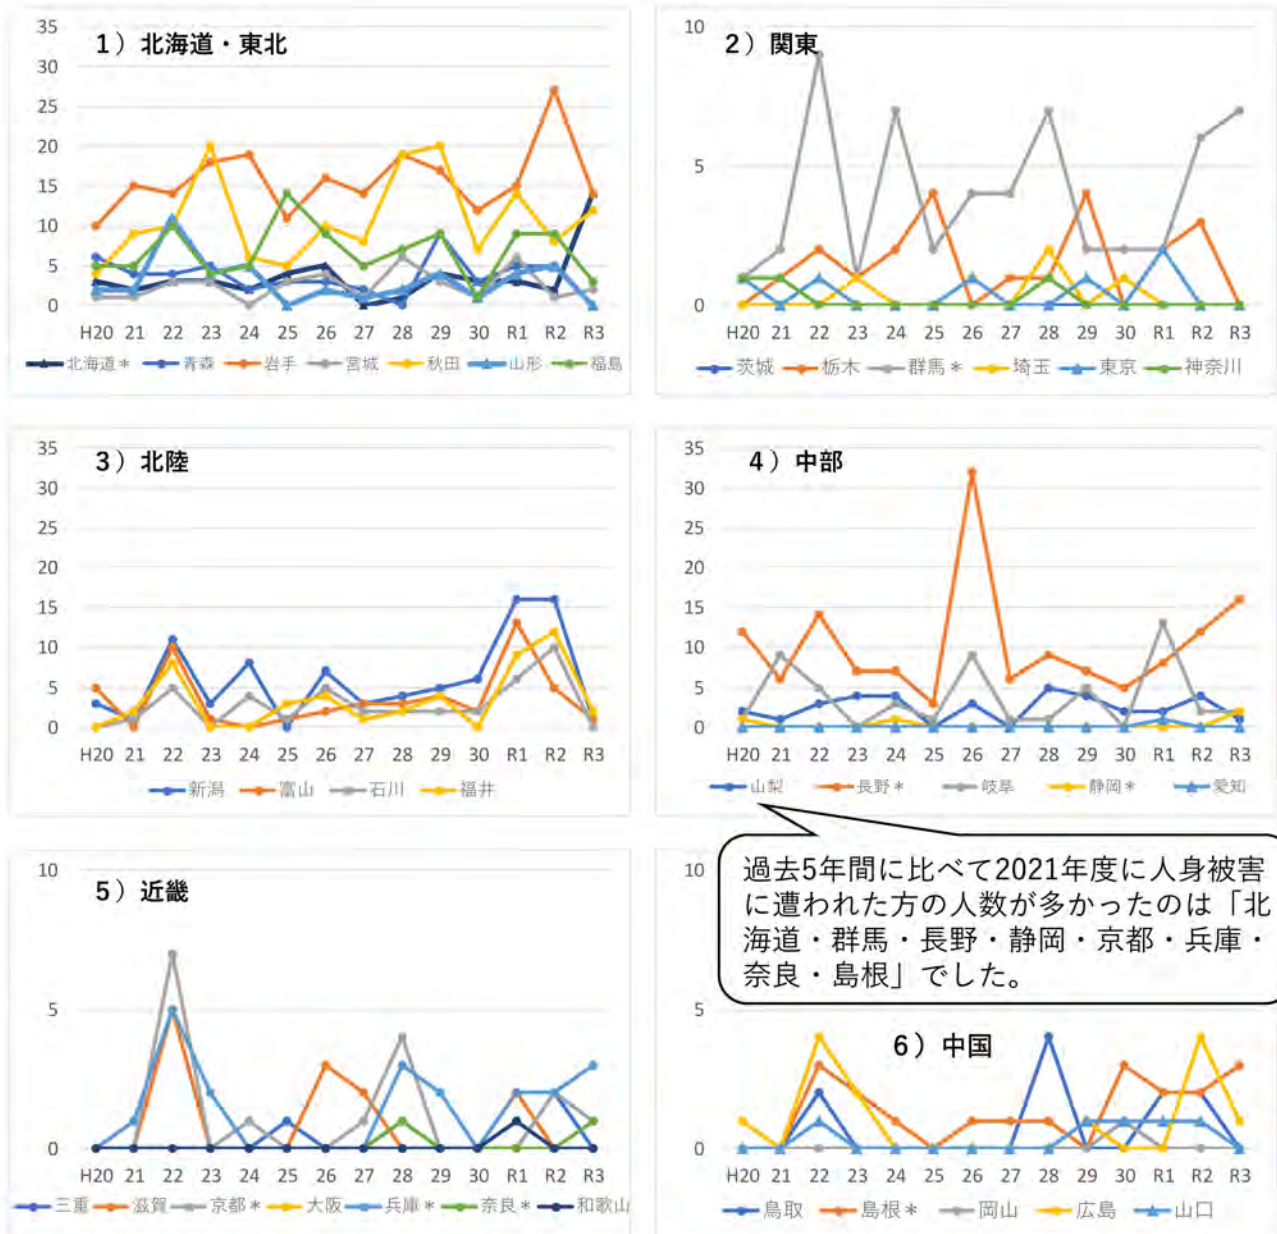 1）北海道・東北
35
30
25
20
15
10
5
0
H20 21 22 23 24 25 26 27 28 29 30 R1 R2 R3
北海道＊ 青森 岩手 宮城 秋田 山形 福島
2）関東
10
5
0
H20 21 22 23 24 25 26 27 28 29 30 R1 R2 R3
茨城 栃木 群馬＊ 埼玉 東京 神奈川
3）北陸
35
30
25
20
15
10
5
0
H20 21 22 23 24 25 26 27 28 29 30 R1 R2 R3
新潟 富山 石川 福井
4）中部
35
30
25
20
15
10
5
0
H20 21 22 23 24 25 26 27 28 29 30 R1 R2 R3
山梨 長野＊ 岐阜 静岡＊ 愛知
過去5年間に比べて2021年度に人身被害
に遭われた方の人数が多かったのは「北
海道・群馬・長野・静岡・京都・兵庫・
奈良・島根」でした。
5）近畿
10
5
0
H20 21 22 23 24 25 26 27 28 29 30 R1 R2 R3
三重 滋賀 京都＊ 大阪 兵庫＊ 奈良＊ 和歌山
6）中国
10
5
0
H20 21 22 23 24 25 26 27 28 29 30 R1 R2 R3
鳥取 島根＊ 岡山 広島 山口